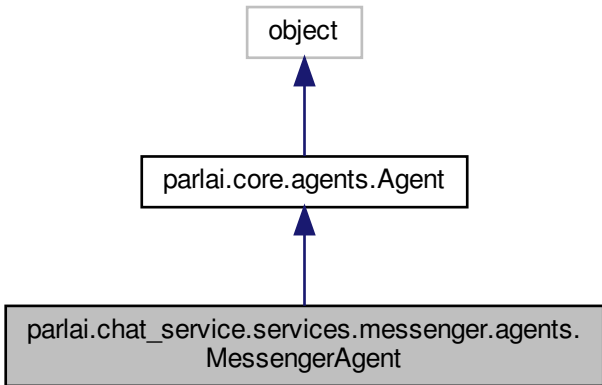 object
parlai.core.agents.Agent
parlai.chat_service.services.messenger.agents.
MessengerAgent